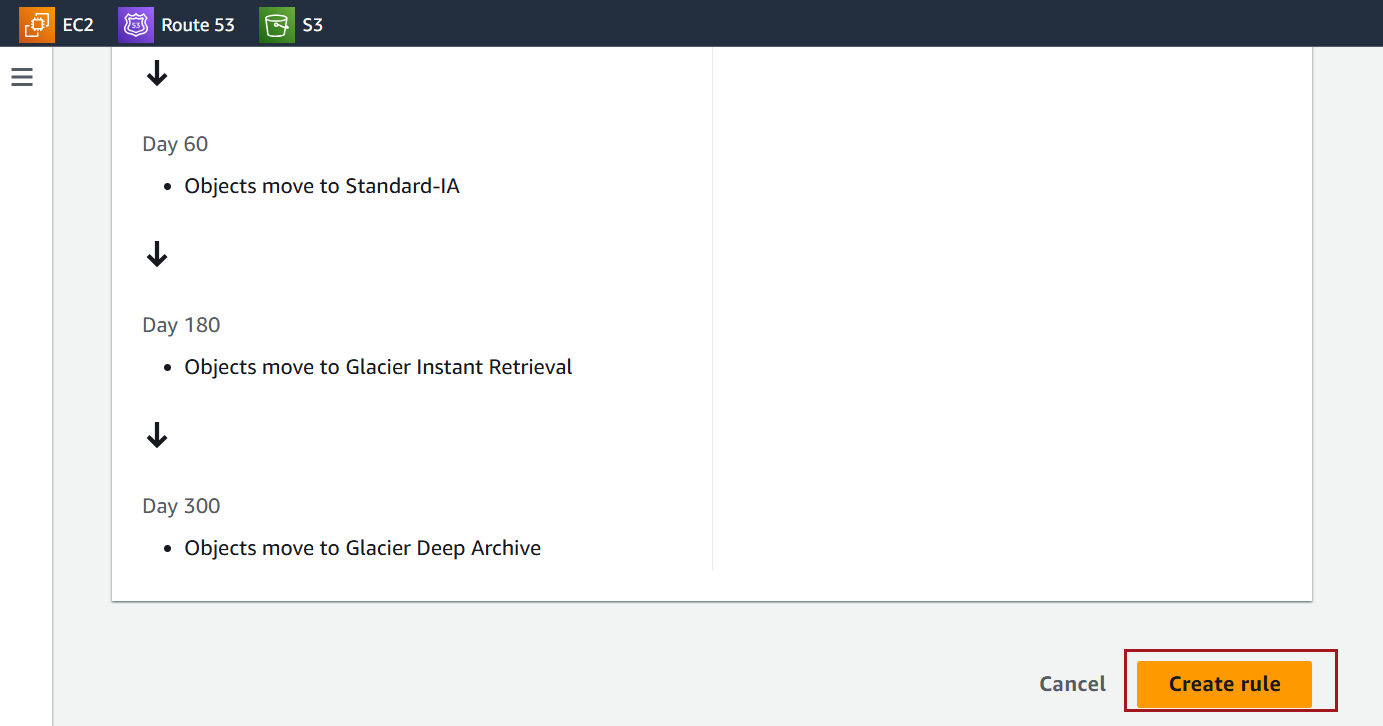 EC2 Route 53 S3
Day 60
• Objects move to Standard-IA
Day 180
• Objects move to Glacier Instant Retrieval
Day 300
• Objects move to Glacier Deep Archive
Cancel Create rule